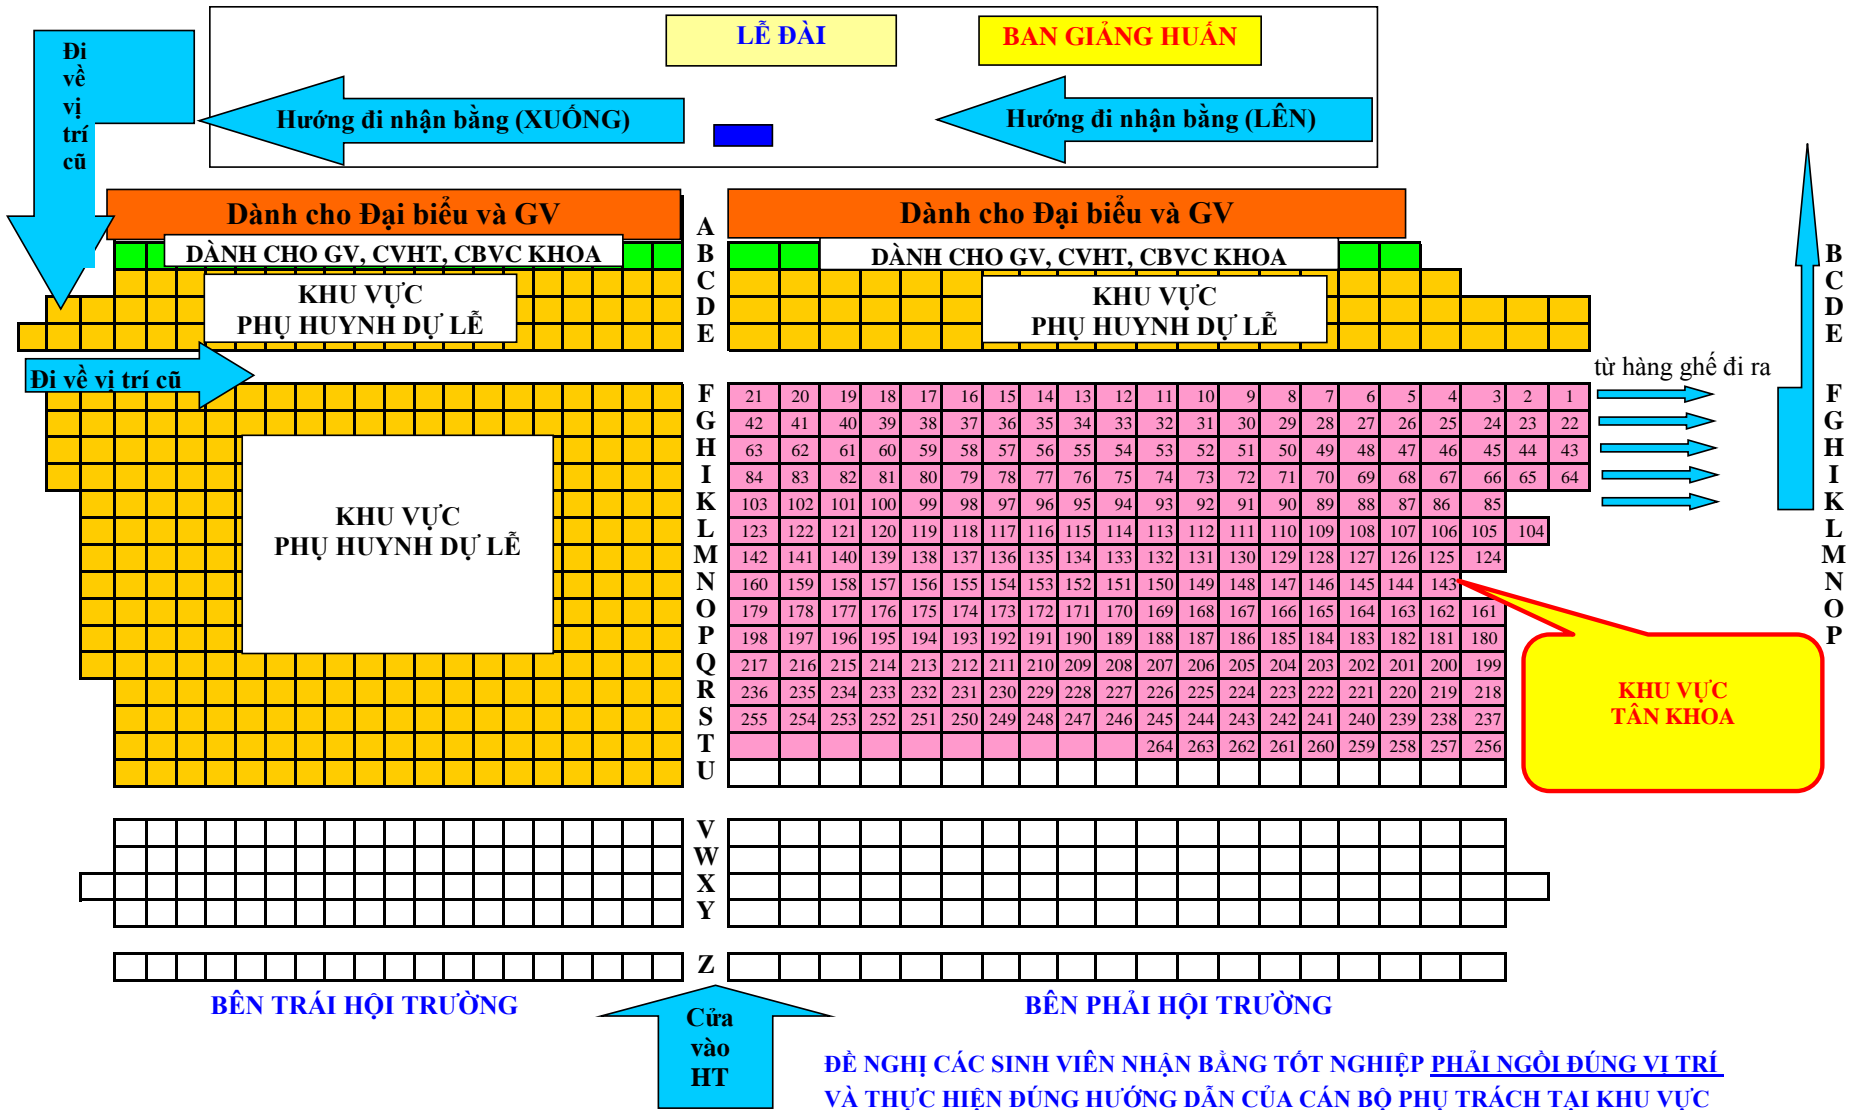 LỄ ĐÀI
BAN GIẢNG HUẤN
Đi
về
vị
trí
cũ
Hướng đi nhận bằng (XUỐNG)
Hướng đi nhận bằng (LÊN)
Dành cho Đại biểu và GV
Dành cho Đại biểu và GV
A
DÀNH CHO GV, CVHT, CBVC KHOA
B
DÀNH CHO GV, CVHT, CBVC KHOA
B
KHU VỰC
PHỤ HUYNH DỰ LỄ
C
D
E
KHU VỰC
PHỤ HUYNH DỰ LỄ
C
D
E
Đi về vị trí cũ
từ hàng ghế đi ra
F 21 20 19 18 17 16 15 14 13 12 11 10 9 8 7 6 5 4 3 2 1 F
G 42 41 40 39 38 37 36 35 34 33 32 31 30 29 28 27 26 25 24 23 22 G
H 63 62 61 60 59 58 57 56 55 54 53 52 51 50 49 48 47 46 45 44 43 H
I 84 83 82 81 80 79 78 77 76 75 74 73 72 71 70 69 68 67 66 65 64 I
K 103 102 101 100 99 98 97 96 95 94 93 92 91 90 89 88 87 86 85 K
L 123 122 121 120 119 118 117 116 115 114 113 112 111 110 109 108 107 106 105 104 L
M 142 141 140 139 138 137 136 135 134 133 132 131 130 129 128 127 126 125 124 M
N 160 159 158 157 156 155 154 153 152 151 150 149 148 147 146 145 144 143 N
O 179 178 177 176 175 174 173 172 171 170 169 168 167 166 165 164 163 162 161 O
P 198 197 196 195 194 193 192 191 190 189 188 187 186 185 184 183 182 181 180 P
Q 217 216 215 214 213 212 211 210 209 208 207 206 205 204 203 202 201 200 199
R 236 235 234 233 232 231 230 229 228 227 226 225 224 223 222 221 220 219 218
S 255 254 253 252 251 250 249 248 247 246 245 244 243 242 241 240 239 238 237
T 264 263 262 261 260 259 258 257 256
U
KHU VỰC
PHỤ HUYNH DỰ LỄ
KHU VỰC
TÂN KHOA
V
W
X
Y
Z
BÊN TRÁI HỘI TRƯỜNG
BÊN PHẢI HỘI TRƯỜNG
Cửa
vào
HT
ĐỀ NGHỊ CÁC SINH VIÊN NHẬN BẰNG TỐT NGHIỆP PHẢI NGỒI ĐÚNG VỊ TRÍ
VÀ THỰC HIỆN ĐÚNG HƯỚNG DẪN CỦA CÁN BỘ PHỤ TRÁCH TẠI KHU VỰC